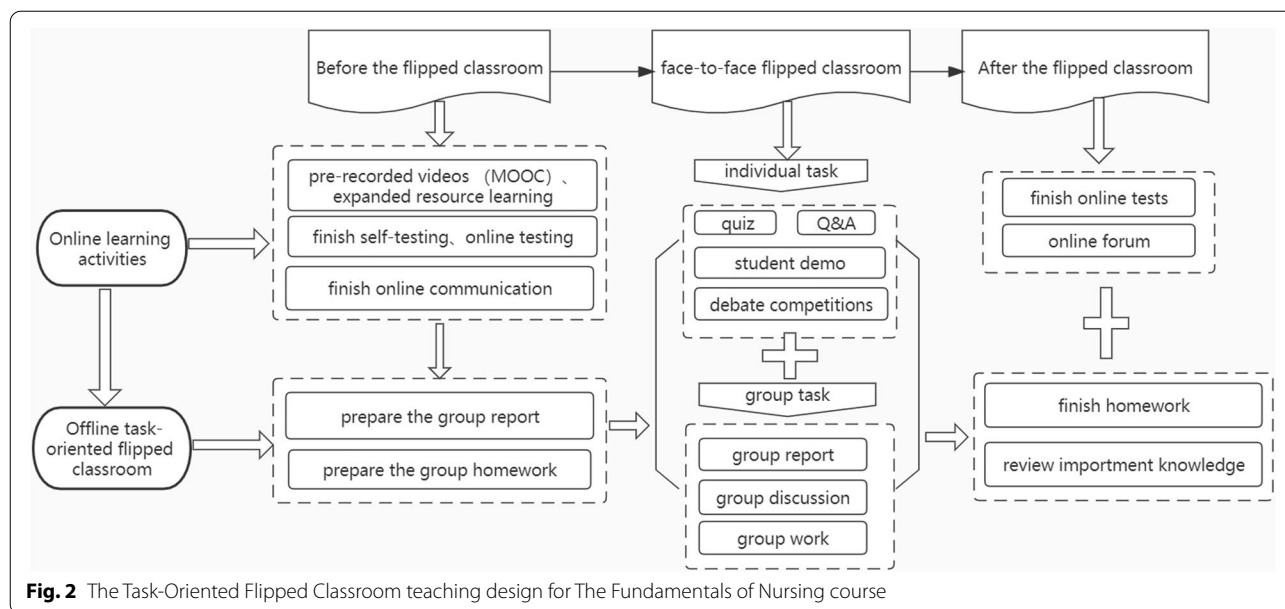 Before the flipped classroom
face-to-face flipped classroom
After the flipped classroom
Online learning
activities
pre-recorded videos （MOOC）、
expanded resource learning
finish self-testing、online testing
finish online communication
Offline task-
oriented flipped
classroom
prepare the group report
prepare the group homework
individual task
quiz
Q&A
student demo
debate competitions
group task
group report
group discussion
group work
finish online tests
online forum
finish homework
review importment knowledge
Fig. 2 The Task-Oriented Flipped Classroom teaching design for The Fundamentals of Nursing course